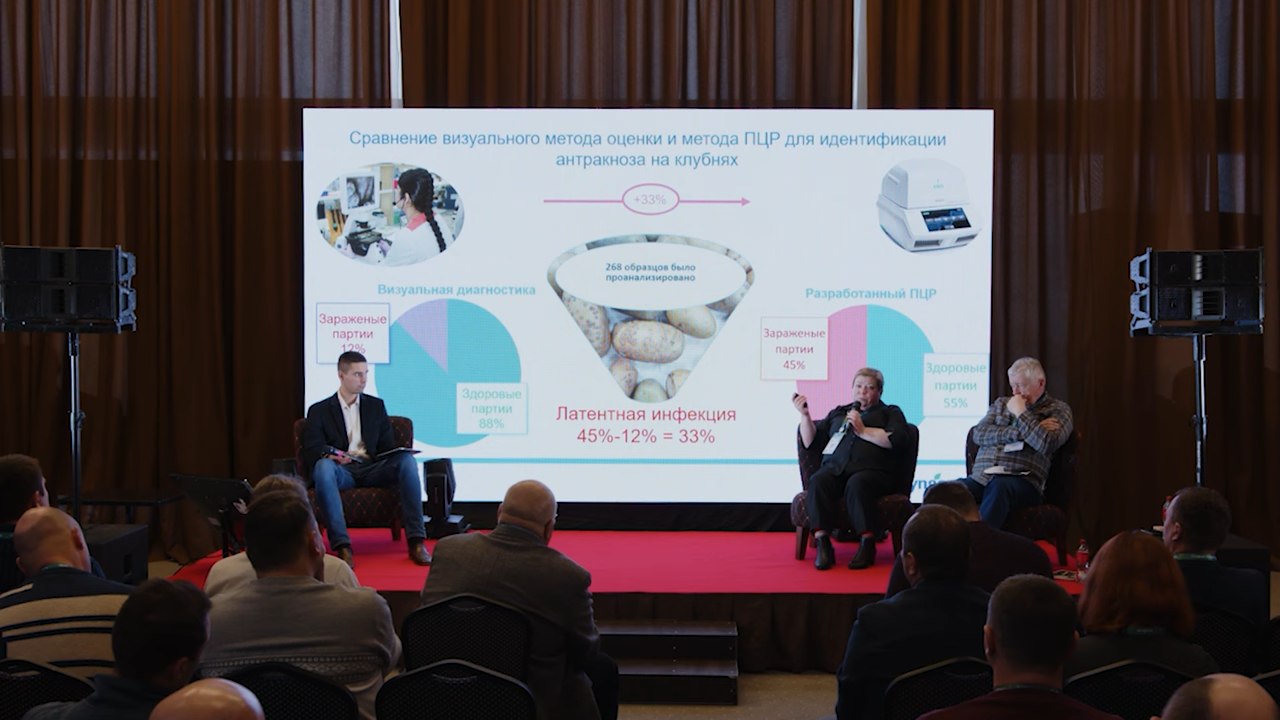 Сравнение визуального метода оценки и метода ПЦР для идентификации
антракноза на клубнях
+33%
268 образцов было
проанализировано
Визуальная диагностика
Зараженые
партии
12%
Здоровые
партии
88%
Латентная инфекция
45%-12% = 33%
Разработанный ПЦР
Зараженые
партии
45%
Здоровые
партии
55%